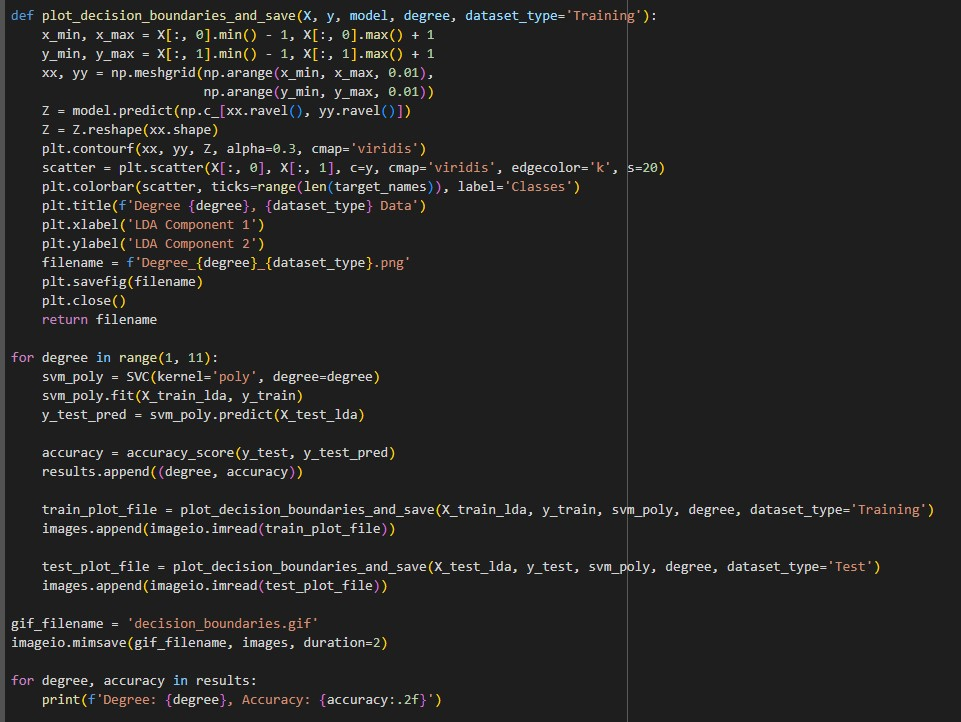 def plot_decision_boundaries_and_save(X, y, model, degree, dataset_type='Training'):
    x_min, x_max = X[:, 0].min() - 1, X[:, 0].max() + 1
    y_min, y_max = X[:, 1].min() - 1, X[:, 1].max() + 1
    xx, yy = np.meshgrid(np.arange(x_min, x_max, 0.01),
                         np.arange(y_min, y_max, 0.01))
    Z = model.predict(np.c_[xx.ravel(), yy.ravel()])
    Z = Z.reshape(xx.shape)
    plt.contourf(xx, yy, Z, alpha=0.3, cmap='viridis')
    scatter = plt.scatter(X[:, 0], X[:, 1], c=y, cmap='viridis', edgecolor='k', s=20)
    plt.colorbar(scatter, ticks=range(len(target_names)), label='Classes')
    plt.title(f'Degree {degree}, {dataset_type} Data')
    plt.xlabel('LDA Component 1')
    plt.ylabel('LDA Component 2')
    filename = f'Degree_{degree}_{dataset_type}.png'
    plt.savefig(filename)
    plt.close()
    return filename

for degree in range(1, 11):
    svm_poly = SVC(kernel='poly', degree=degree)
    svm_poly.fit(X_train_lda, y_train)
    y_test_pred = svm_poly.predict(X_test_lda)

    accuracy = accuracy_score(y_test, y_test_pred)
    results.append((degree, accuracy))

    train_plot_file = plot_decision_boundaries_and_save(X_train_lda, y_train, svm_poly, degree, dataset_type='Training')
    images.append(imageio.imread(train_plot_file))

    test_plot_file = plot_decision_boundaries_and_save(X_test_lda, y_test, svm_poly, degree, dataset_type='Test')
    images.append(imageio.imread(test_plot_file))

gif_filename = 'decision_boundaries.gif'
imageio.mimsave(gif_filename, images, duration=2)

for degree, accuracy in results:
    print(f'Degree: {degree}, Accuracy: {accuracy:.2f}')